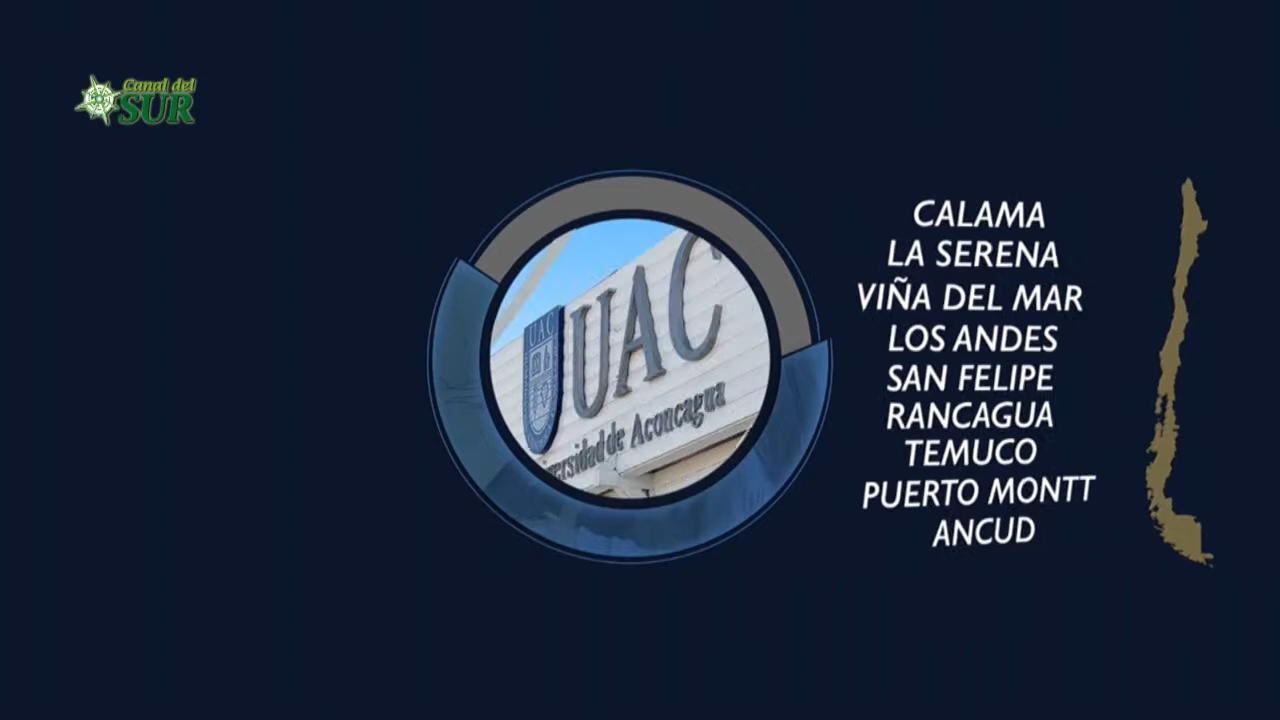 Canal del
SUR
UAC
UAC
de Aconcagua
CALAMA
LA SERENA
VIÑA DEL MAR
LOS ANDES
SAN FELIPE
RANCAGUA
TEMUCO
PUERTO MONTT
ANCUD